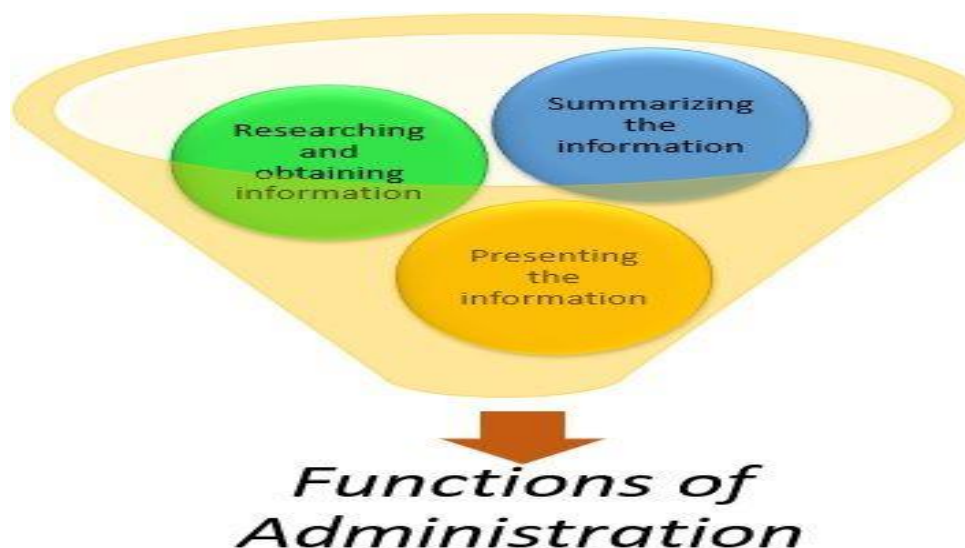 Researching
and
obtaining
information
Summarizing
the
information
Presenting
the
information
Functions of
Administration